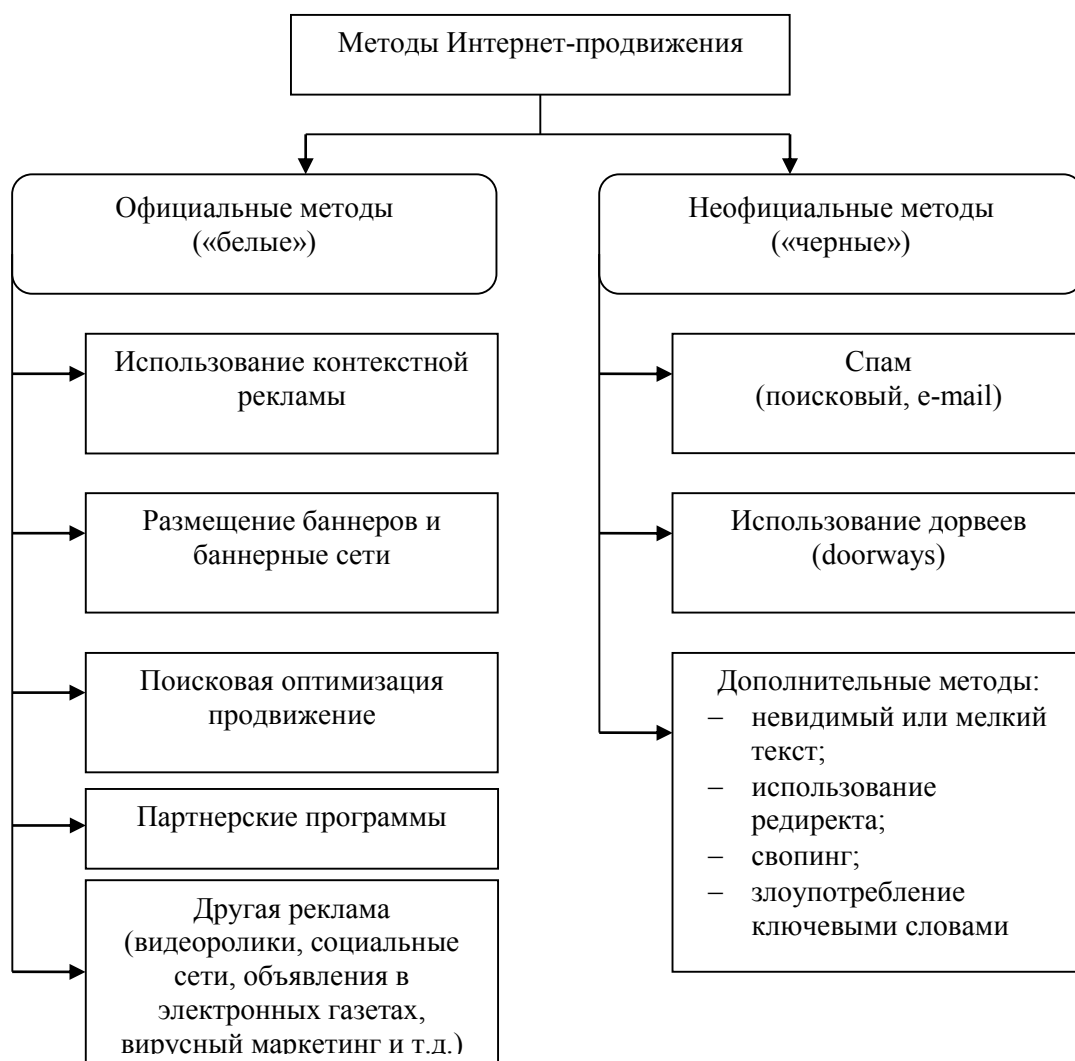 Методы Интернет-продвижения
Официальные методы
(«белые»)
Использование контекстной
рекламы
Размещение баннеров и
баннерные сети
Поисковая оптимизация
продвижение
Партнерские программы
Другая реклама
(видеоролики, социальные
сети, объявления в
электронных газетах,
вирусный маркетинг и т.д.)
Неофициальные методы
(«черные»)
Спам
(поисковый, e-mail)
Использование дорвеев
(doorways)
Дополнительные методы:
− невидимый или мелкий
текст;
− использование
редиректа;
− свопинг;
− злоупотребление
ключевыми словами